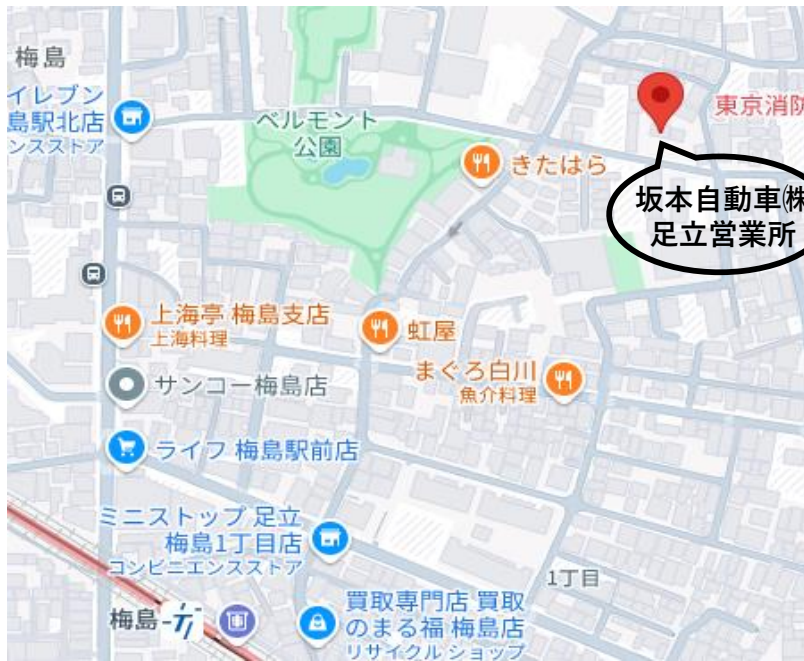 梅島
イレブン
島駅北店
ンスストア
ベルモント
公園
きたはら
東京消防
坂本自動車㈱
足立営業所
上海亭 梅島支店
上海料理
虹屋
まぐろ白川
魚介料理
サンコー梅島店
ライフ 梅島駅前店
ミニストップ 足立
梅島1丁目店
コンビニエンスストア
1丁目
梅島
買取専門店 買取
のまる福 梅島店
リサイクル ショップ